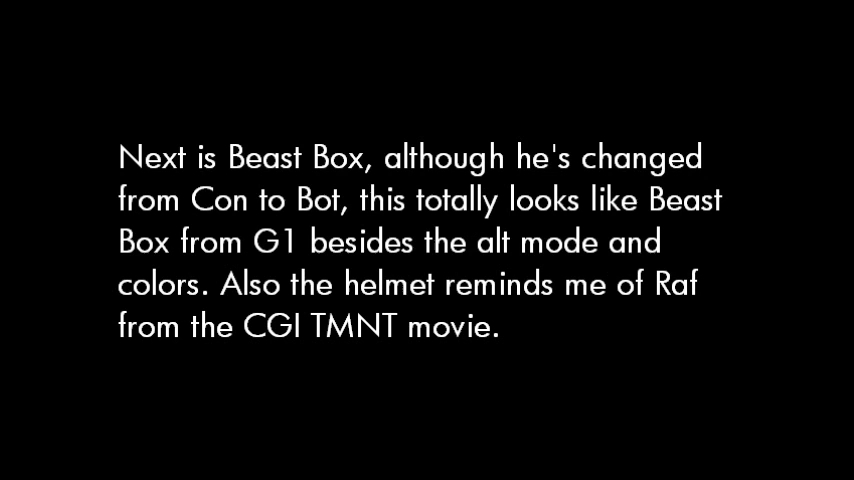 Next is Beast Box, although he's changed
from Con to Bot, this totally looks like Beast
Box from G1 besides the alt mode and
colors. Also the helmet reminds me of Raf
from the CGI TMNT movie.